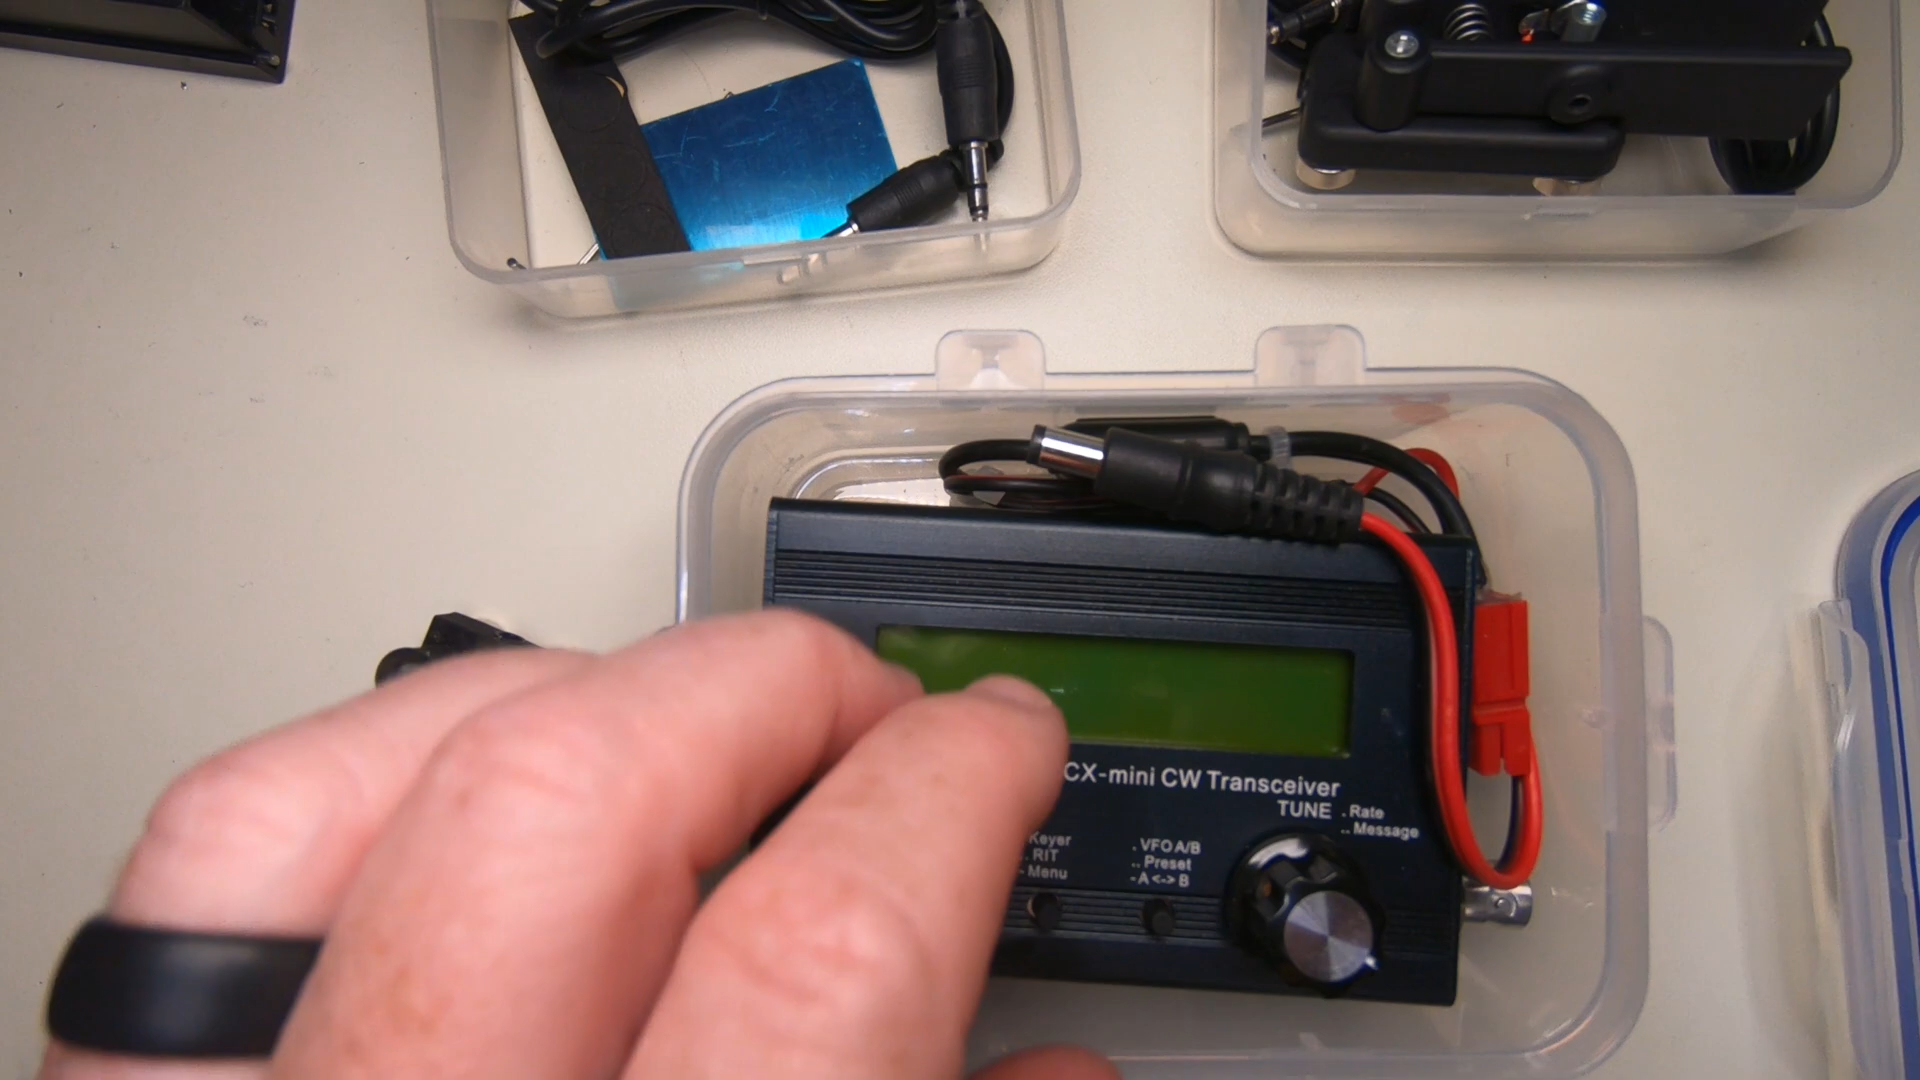 CX-mini CW Transceiver
TUNE . Rate
.. Message
Keyer
.. RIT
- Menu
. VFO A/B
.. Preset
- A <-> B